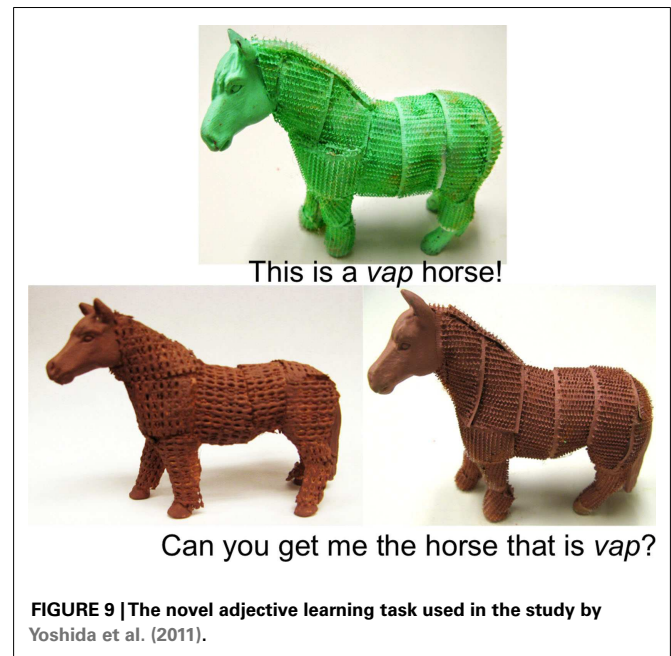 This is a vap horse!
Can you get me the horse that is vap?
FIGURE 9 | The novel adjective learning task used in the study by
Yoshida et al. (2011).